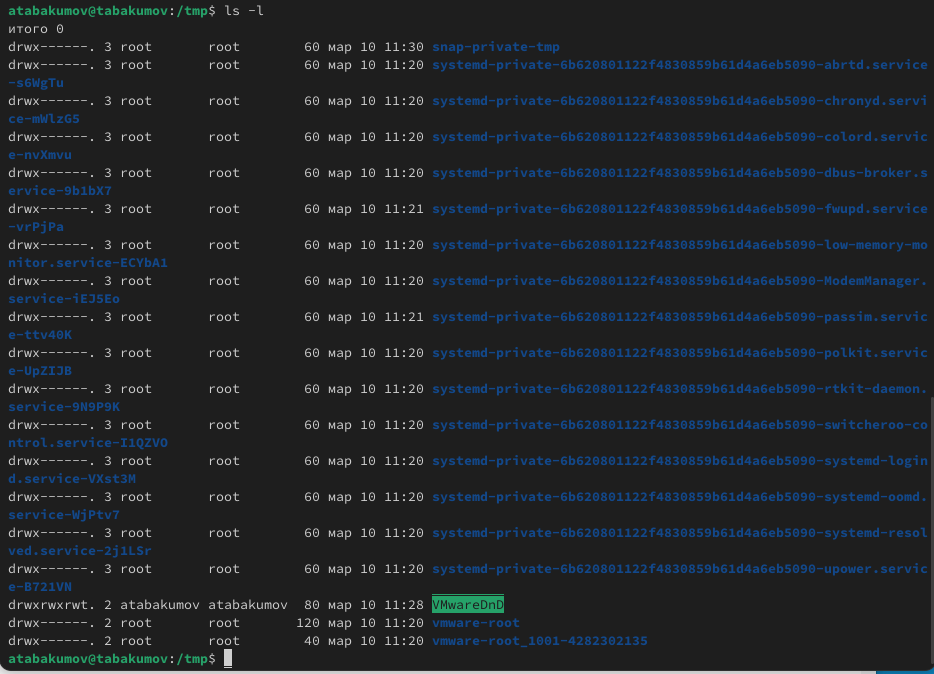 atabakumov@tabakumov:/tmp$ ls -l
итого 0
drwx------. 3 root       root        60 мар 10 11:30 snap-private-tmp
drwx------. 3 root       root        60 мар 10 11:20 systemd-private-6b620801122f4830859b61d4a6eb5090-abrtd.service
-s6WgTu
drwx------. 3 root       root        60 мар 10 11:20 systemd-private-6b620801122f4830859b61d4a6eb5090-chronyd.servi
ce-mWlzG5
drwx------. 3 root       root        60 мар 10 11:20 systemd-private-6b620801122f4830859b61d4a6eb5090-colord.servic
e-nvXmvu
drwx------. 3 root       root        60 мар 10 11:20 systemd-private-6b620801122f4830859b61d4a6eb5090-dbus-broker.s
ervice-9b1bX7
drwx------. 3 root       root        60 мар 10 11:21 systemd-private-6b620801122f4830859b61d4a6eb5090-fwupd.service
-vrPjPa
drwx------. 3 root       root        60 мар 10 11:20 systemd-private-6b620801122f4830859b61d4a6eb5090-low-memory-mo
nitor.service-ECYbA1
drwx------. 3 root       root        60 мар 10 11:20 systemd-private-6b620801122f4830859b61d4a6eb5090-ModemManager.
service-iEJ5Eo
drwx------. 3 root       root        60 мар 10 11:21 systemd-private-6b620801122f4830859b61d4a6eb5090-passim.servic
e-ttv40K
drwx------. 3 root       root        60 мар 10 11:20 systemd-private-6b620801122f4830859b61d4a6eb5090-polkit.servic
e-UpZIJB
drwx------. 3 root       root        60 мар 10 11:20 systemd-private-6b620801122f4830859b61d4a6eb5090-rtkit-daemon.
service-9N9P9K
drwx------. 3 root       root        60 мар 10 11:20 systemd-private-6b620801122f4830859b61d4a6eb5090-switcheroo-co
ntrol.service-I1QZVO
drwx------. 3 root       root        60 мар 10 11:20 systemd-private-6b620801122f4830859b61d4a6eb5090-systemd-login
d.service-VXst3M
drwx------. 3 root       root        60 мар 10 11:20 systemd-private-6b620801122f4830859b61d4a6eb5090-systemd-oomd.
service-WjPtv7
drwx------. 3 root       root        60 мар 10 11:20 systemd-private-6b620801122f4830859b61d4a6eb5090-systemd-resol
ved.service-2j1LSr
drwx------. 3 root       root        60 мар 10 11:20 systemd-private-6b620801122f4830859b61d4a6eb5090-upower.servic
e-B721VN
drwxrwxrwt. 2 atabakumov atabakumov  80 мар 10 11:28 VMwareDnD
drwx------. 2 root       root       120 мар 10 11:20 vmware-root
drwx------. 2 root       root        40 мар 10 11:20 vmware-root_1001-4282302135
atabakumov@tabakumov:/tmp$